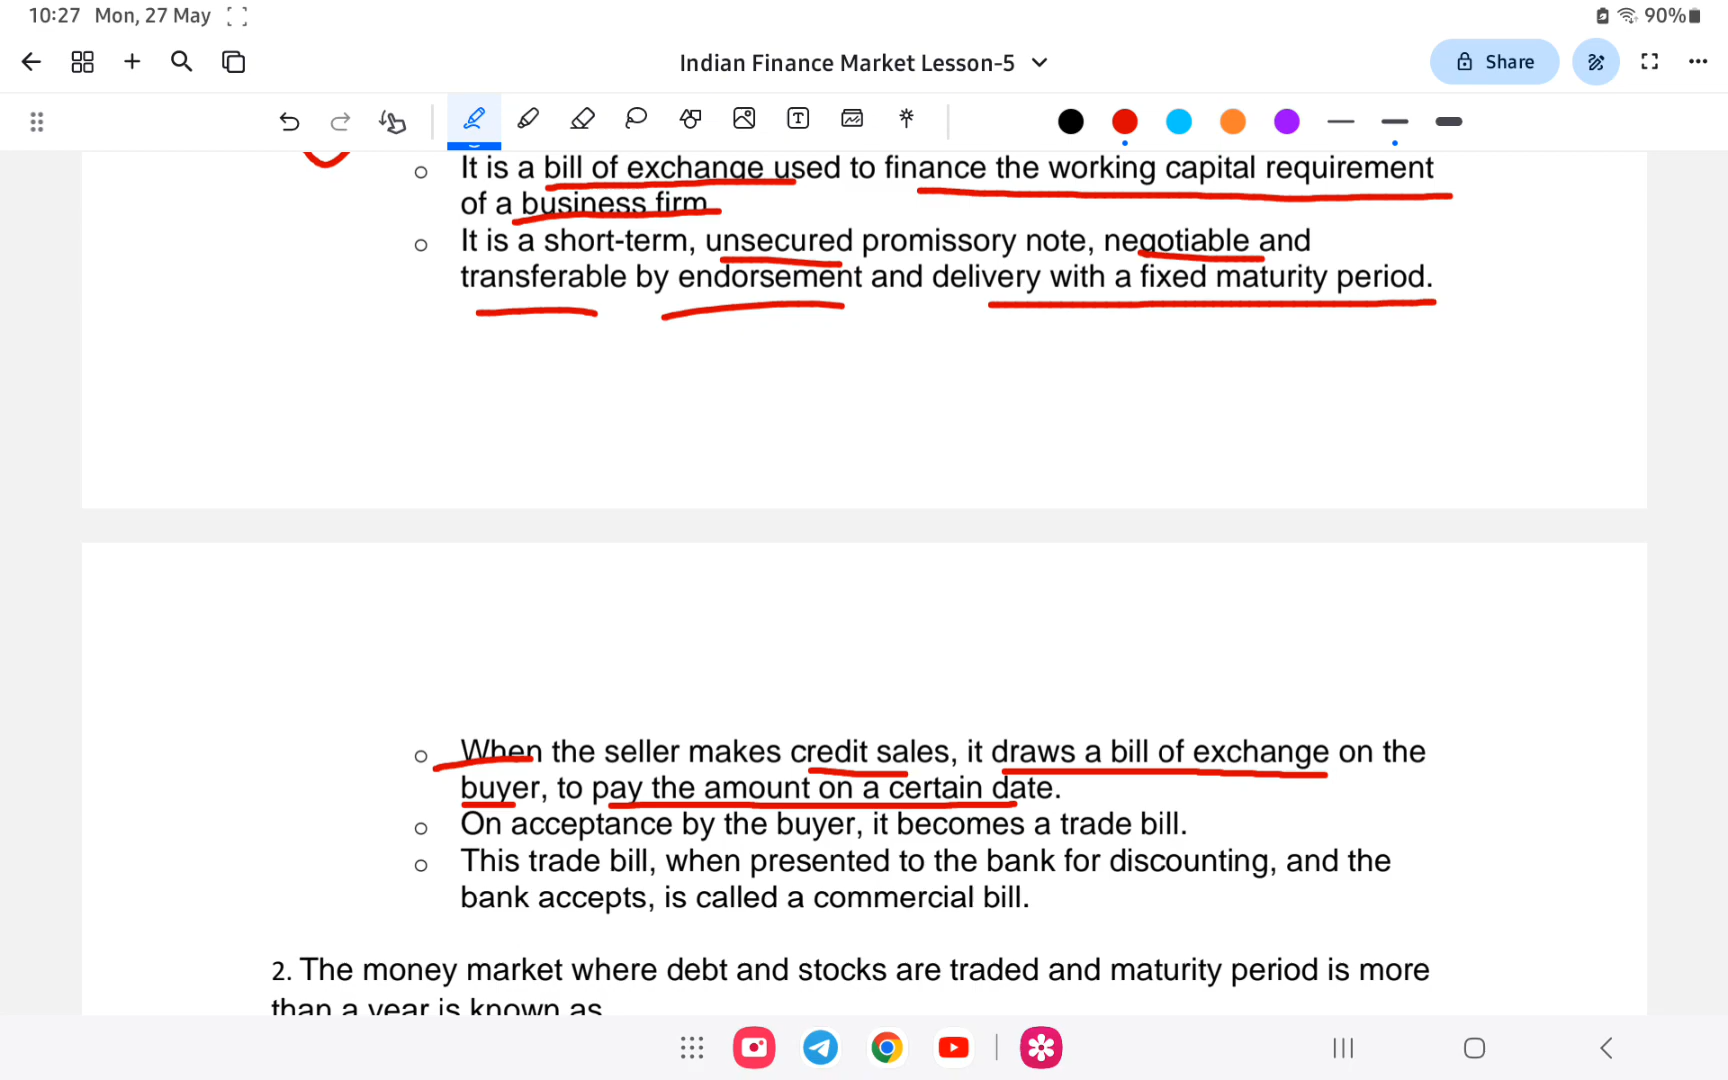 10:27 Mon, 27 May 90%
Indian Finance Market Lesson-5
Share
It is a bill of exchange used to finance the working capital requirement
of a business firm.
It is a short-term, unsecured promissory note, negotiable and
transferable by endorsement and delivery with a fixed maturity period.
When the seller makes credit sales, it draws a bill of exchange on the
buyer, to pay the amount on a certain date.
On acceptance by the buyer, it becomes a trade bill.
This trade bill, when presented to the bank for discounting, and the
bank accepts, is called a commercial bill.
2. The money market where debt and stocks are traded and maturity period is more
than a year is known as